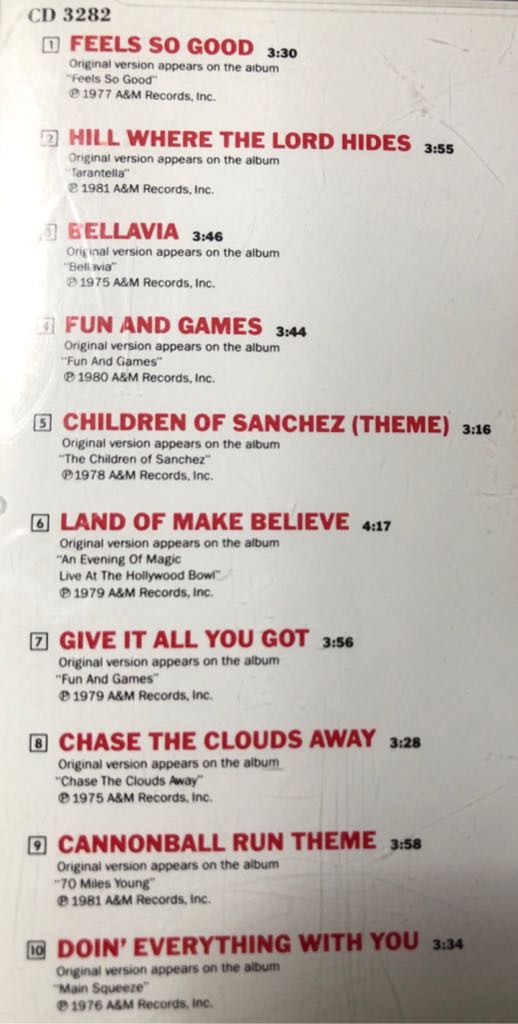 CD 3282
1 FEELS SO GOOD 3:30
Original version appears on the album
"Feels So Good"
℗ 1977 A&M Records, Inc.
2 HILL WHERE THE LORD HIDES 3:55
Original version appears on the album
"Tarantella"
℗ 1981 A&M Records, Inc.
3 BELLAVIA 3:46
Original version appears on the album
"Bellavia"
℗ 1975 A&M Records, Inc.
4 FUN AND GAMES 3:44
Original version appears on the album
"Fun And Games"
℗ 1980 A&M Records, Inc.
5 CHILDREN OF SANCHEZ (THEME) 3:16
Original version appears on the album
"The Children of Sanchez"
℗ 1978 A&M Records, Inc.
6 LAND OF MAKE BELIEVE 4:17
Original version appears on the album
"An Evening Of Magic
Live At The Hollywood Bowl"
℗ 1979 A&M Records, Inc.
7 GIVE IT ALL YOU GOT 3:56
Original version appears on the album
"Fun And Games"
℗ 1979 A&M Records, Inc.
8 CHASE THE CLOUDS AWAY 3:28
Original version appears on the album
"Chase The Clouds Away"
℗ 1975 A&M Records, Inc.
9 CANNONBALL RUN THEME 3:58
Original version appears on the album
"70 Miles Young"
℗ 1981 A&M Records, Inc.
10 DOIN' EVERYTHING WITH YOU 3:34
Original version appears on the album
"Main Squeeze"
℗ 1976 A&M Records, Inc.